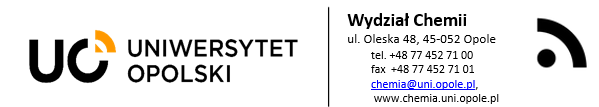 UO UNIWERSYTET
OPOLSKI
Wydział Chemii
ul. Oleska 48, 45-052 Opole
tel. +48 77 452 71 00
fax +48 77 452 71 01
chemia@uni.opole.pl,
www.chemia.uni.opole.pl